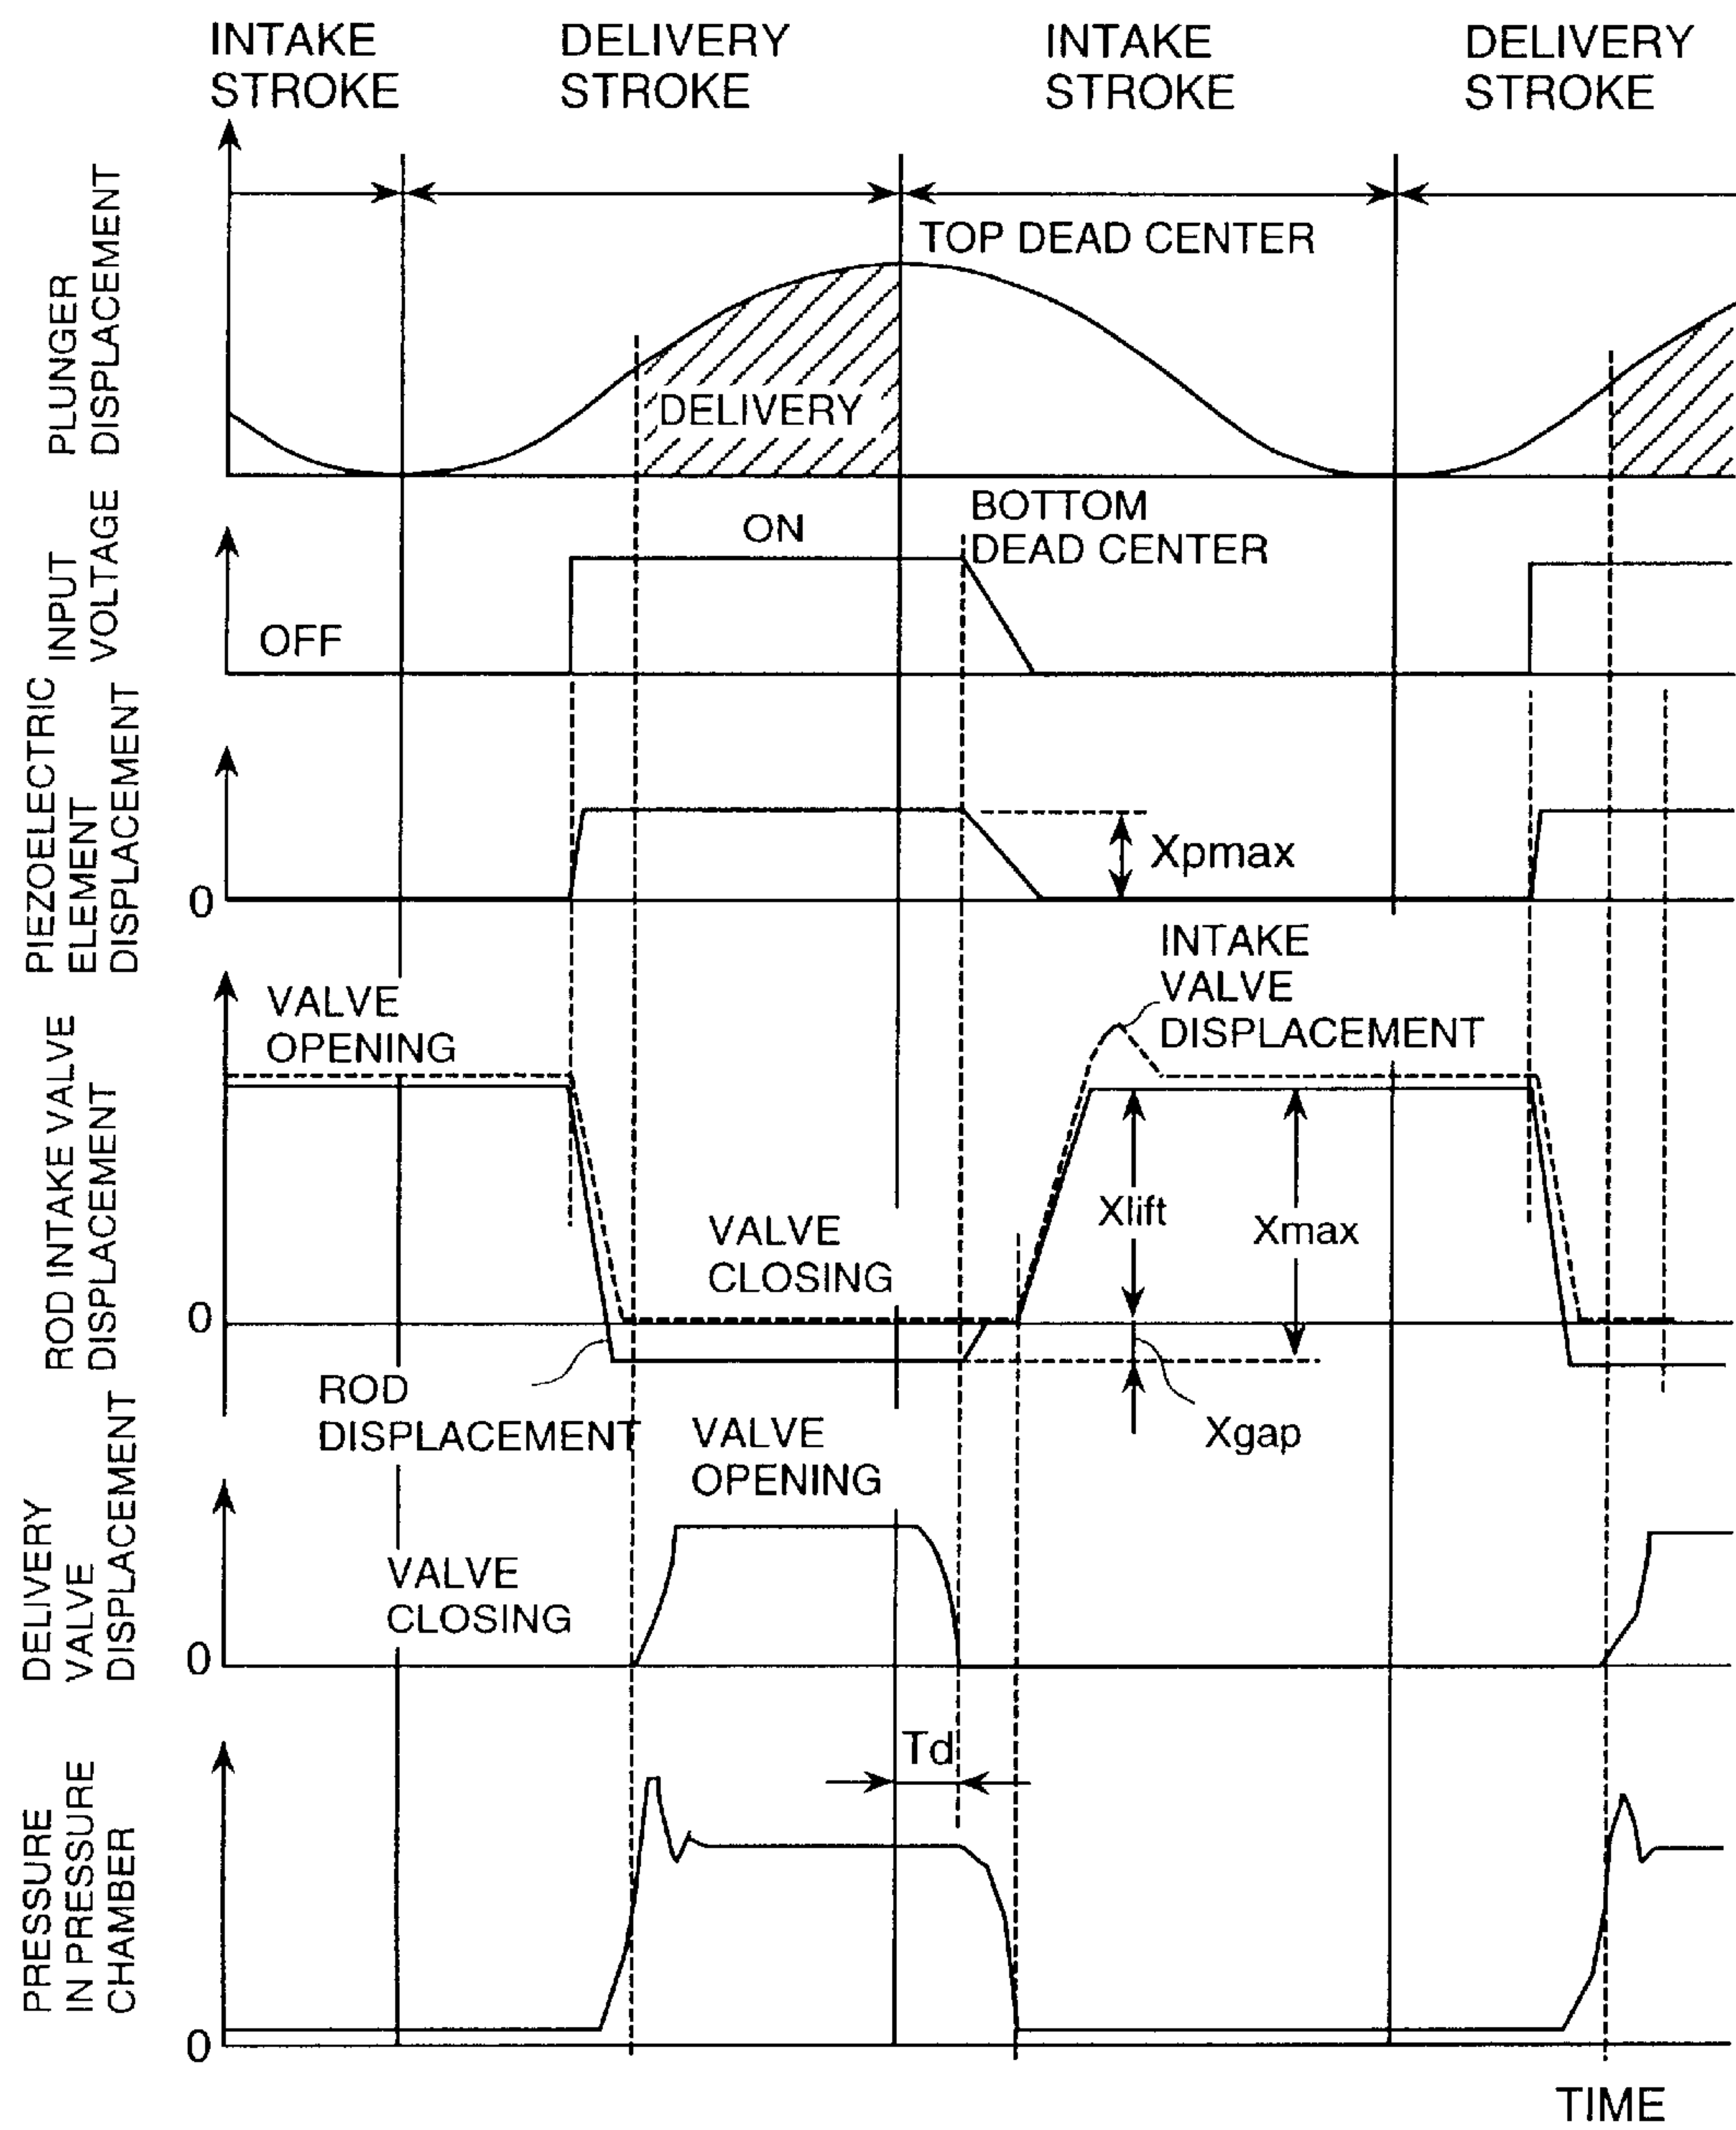 INTAKE
STROKE
DELIVERY
STROKE
INTAKE
STROKE
DELIVERY
STROKE
PLUNGER
DISPLACEMENT
TOP DEAD CENTER
DELIVERY
INPUT
VOLTAGE
ON
OFF
BOTTOM
DEAD CENTER
PIEZOELECTRIC
ELEMENT
DISPLACEMENT
Xpmax
0
ROD INTAKE VALVE
DISPLACEMENT
VALVE
OPENING
INTAKE
VALVE
DISPLACEMENT
VALVE
CLOSING
Xlift
Xmax
0
ROD
DISPLACEMENT
Xgap
DELIVERY
VALVE
DISPLACEMENT
VALVE
OPENING
VALVE
CLOSING
0
PRESSURE
IN PRESSURE
CHAMBER
Td
0
TIME